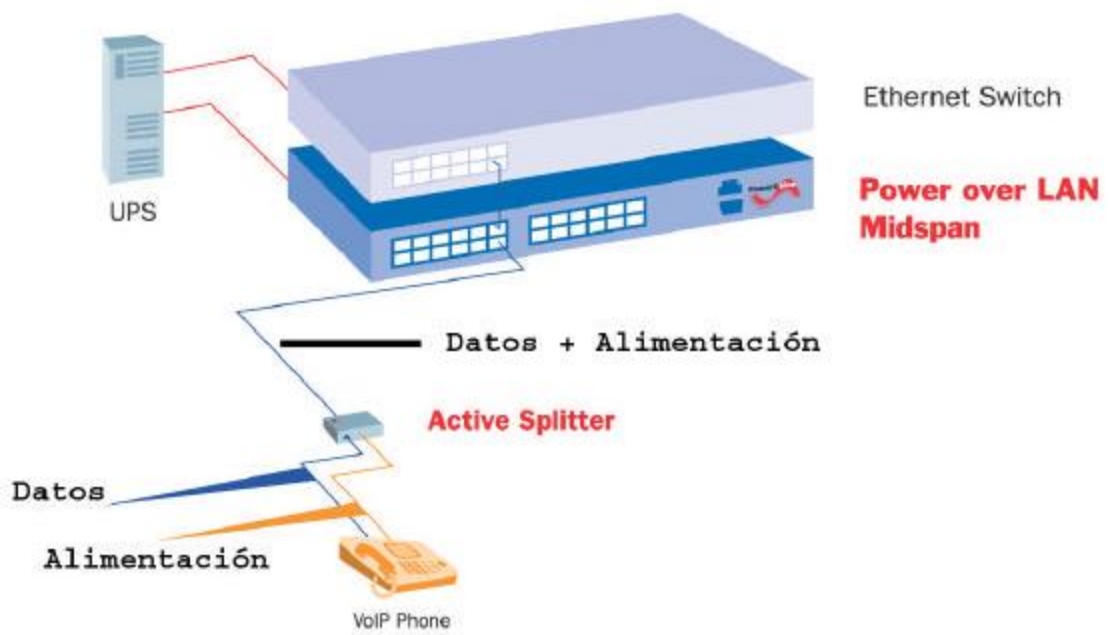 Ethernet Switch
UPS
Power over LAN
Midspan
Datos + Alimentación
Active Splitter
Datos
Alimentación
VoIP Phone